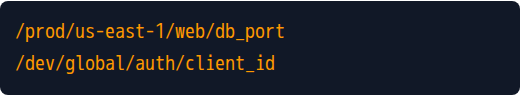 /prod/us-east-1/web/db_port
/dev/global/auth/client_id